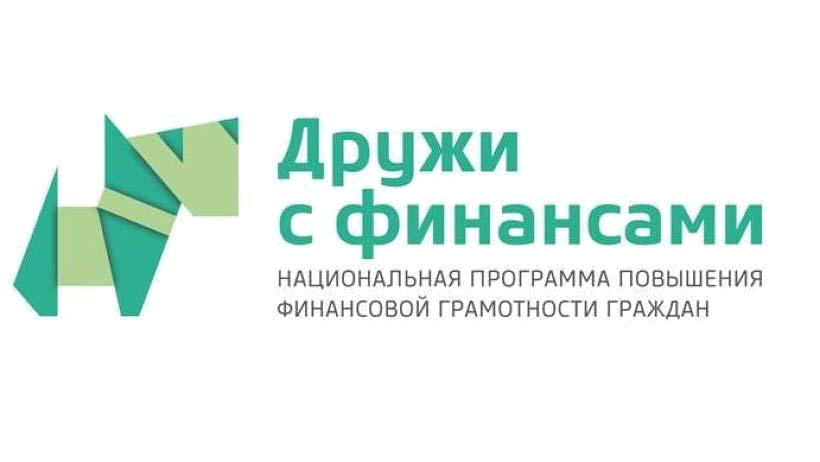 Дружи
с финансами
НАЦИОНАЛЬНАЯ ПРОГРАММА ПОВЫШЕНИЯ
ФИНАНСОВОЙ ГРАМОТНОСТИ ГРАЖДАН